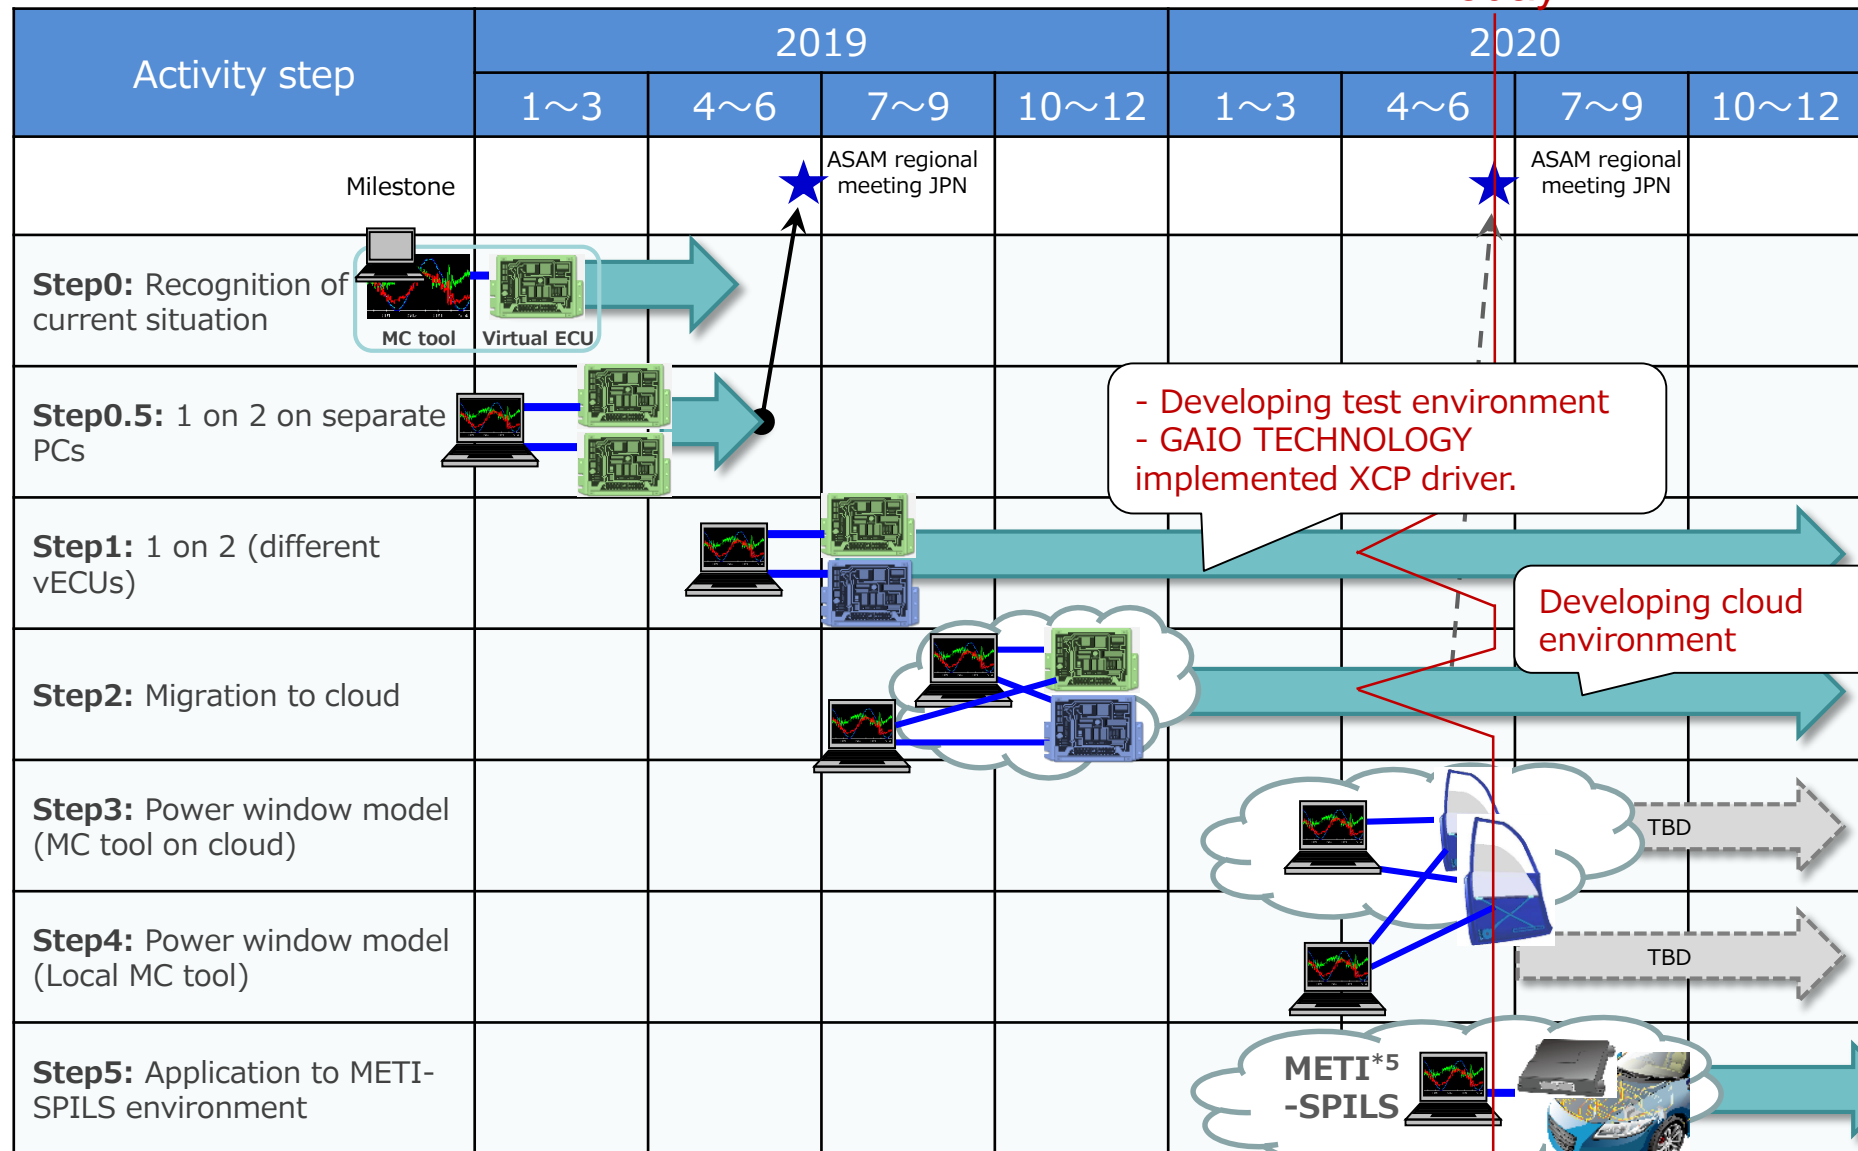 Activity step
2019
2020
1～3
4～6
7～9
10～12
1～3
4～6
7～9
10～12
Milestone
ASAM regional
meeting JPN
ASAM regional
meeting JPN
Step0: Recognition of
current situation
MC tool
Virtual ECU
Step0.5: 1 on 2 on separate
PCs
- Developing test environment
- GAIO TECHNOLOGY
implemented XCP driver.
Step1: 1 on 2 (different
vECUs)
Developing cloud
environment
Step2: Migration to cloud
Step3: Power window model
(MC tool on cloud)
TBD
Step4: Power window model
(Local MC tool)
TBD
Step5: Application to METI-
SPILS environment
METI*5
-SPILS